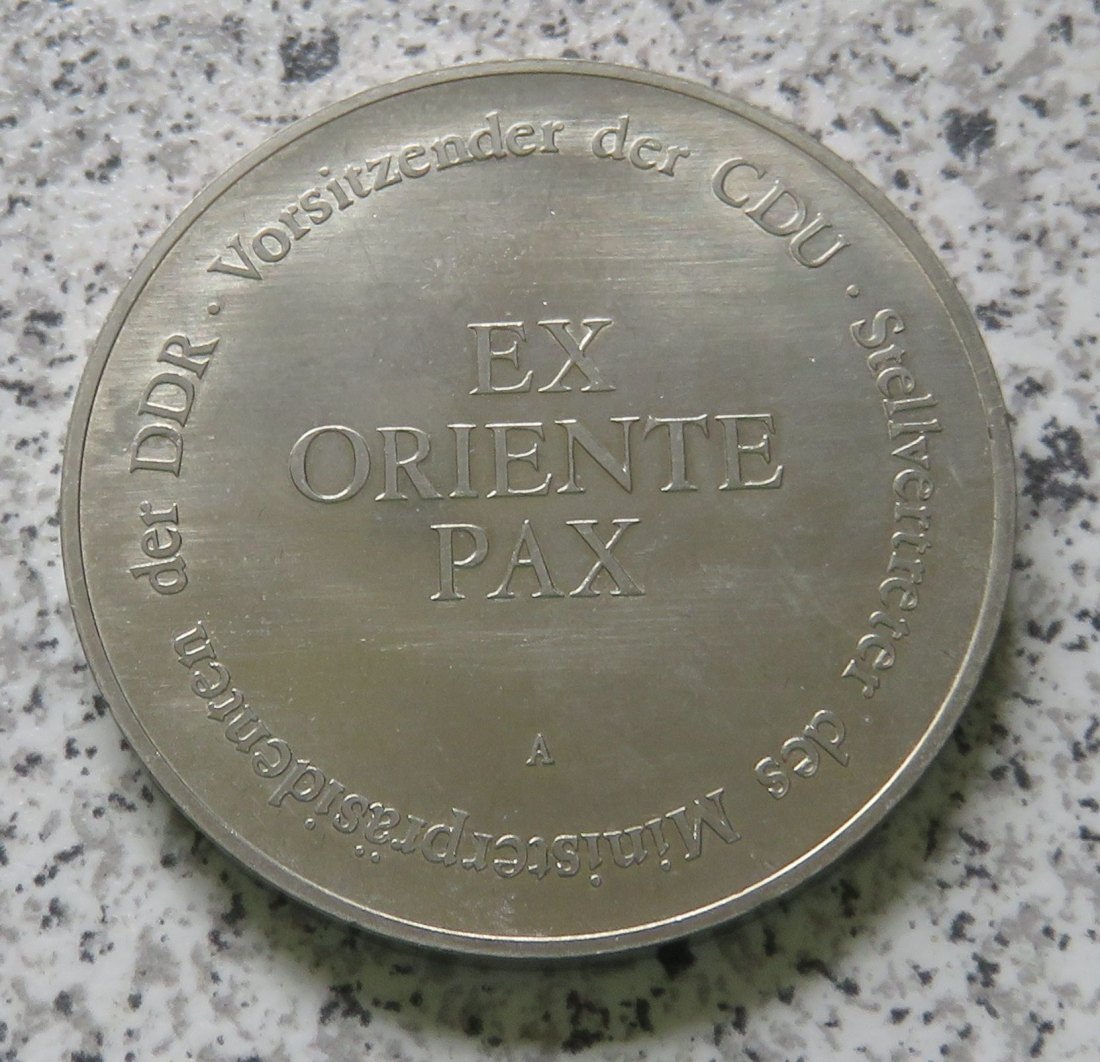 Vorsitzender der CDU · Stellvertreter des Ministerpräsidenten der DDR ·
EX
ORIENTE
PAX
A